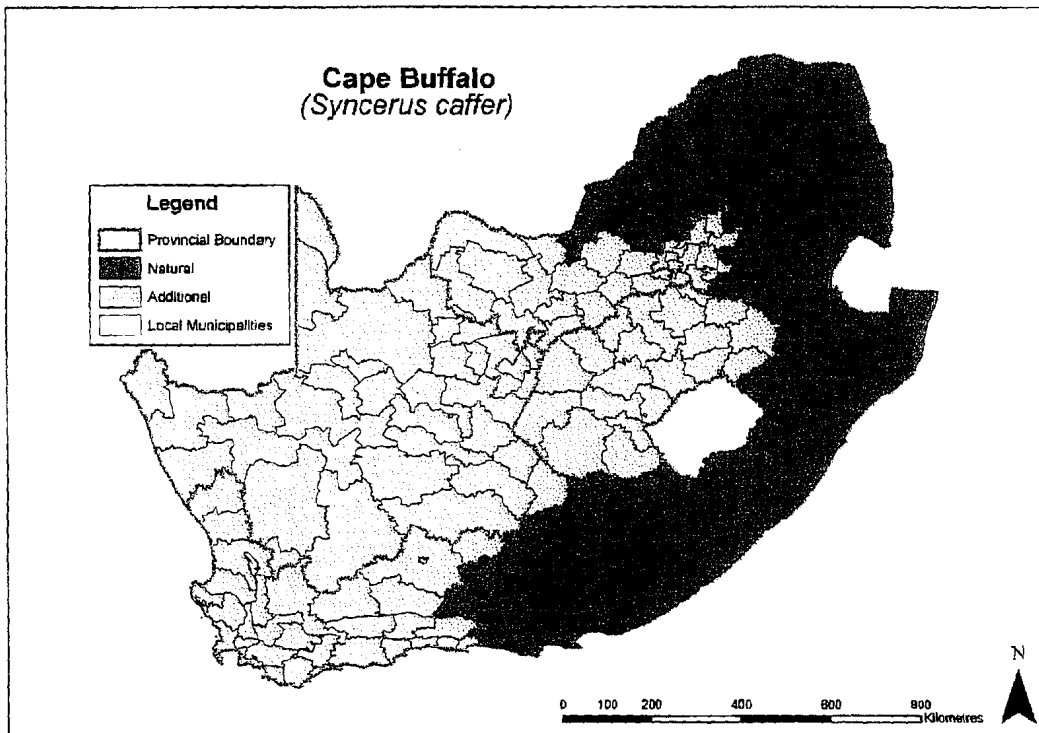 Cape Buffalo
(Syncerus caffer)
Legend
Provincial Boundary
Natural
Additional
Local Municipalities
N
0 100 200 400 600 800
Kilometres